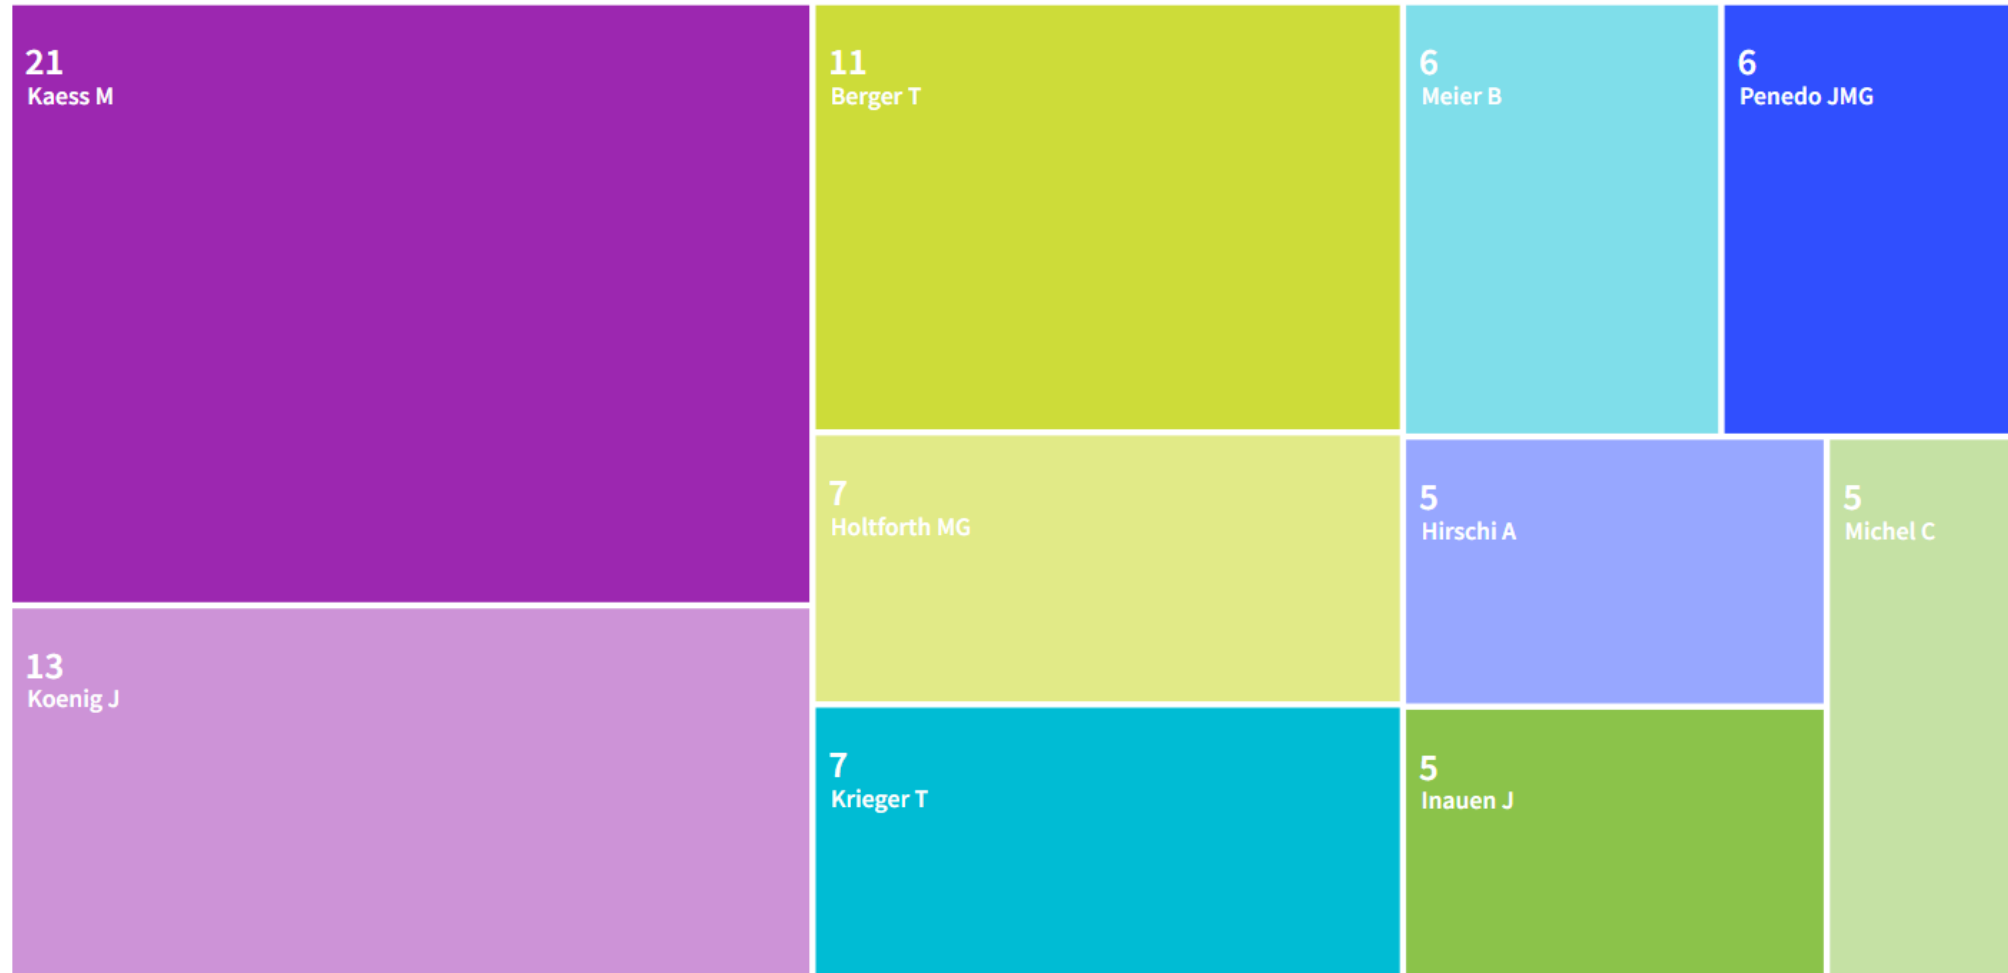 21
Kaess M
13
Koenig J
11
Berger T
7
Holtforth MG
7
Krieger T
6
Meier B
6
Penedo JMG
5
Hirschi A
5
Inauen J
5
Michel C